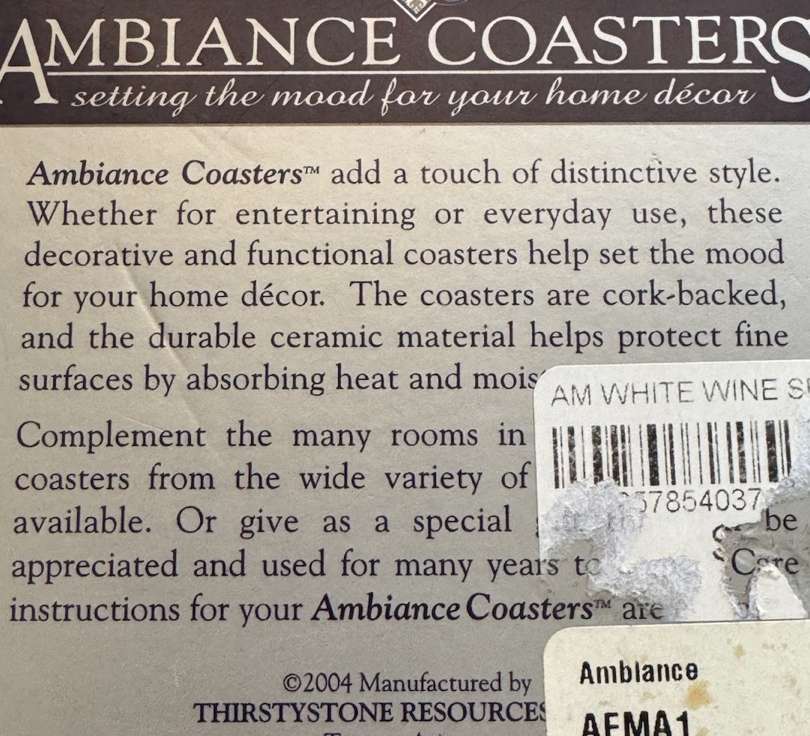 AMBIANCE COASTERS
setting the mood for your home décor
Ambiance Coasters™ add a touch of distinctive style.
Whether for entertaining or everyday use, these
decorative and functional coasters help set the mood
for your home décor. The coasters are cork-backed,
and the durable ceramic material helps protect fine
surfaces by absorbing heat and
AM WHITE WINE
Complement the many rooms in
coasters from the wide variety of
57854037
available. Or give as a special be
appreciated and used for many years Care
instructions for your Ambiance Coasters™ are
©2004 Manufactured by
THIRSTYSTONE RESOURCES
Ambiance
AFMA1